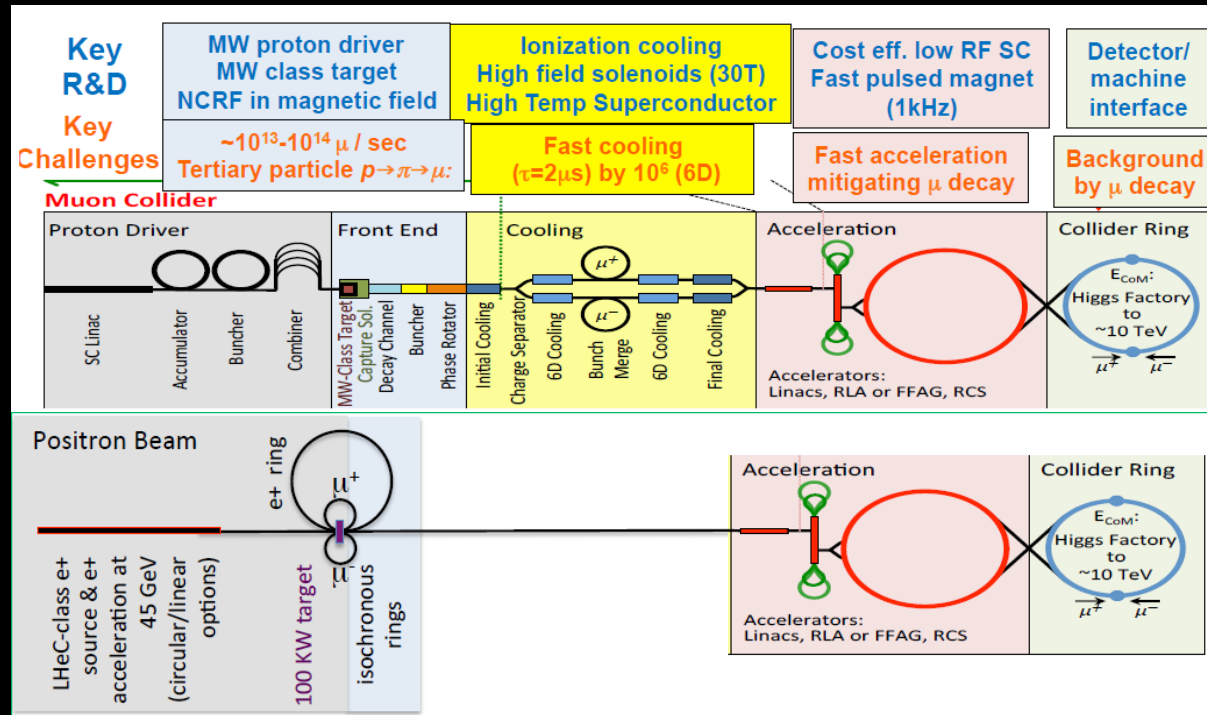 Key
R&D
MW proton driver
MW class target
NCRF in magnetic field
Ionization cooling
High field solenoids (30T)
High Temp Superconductor
Cost eff. low RF SC
Fast pulsed magnet
(1kHz)
Detector/
machine
interface
Key
Challenges
~10¹³-10¹⁴ μ / sec
Tertiary particle p→π→μ:
Fast cooling
(τ=2μs) by 10⁶ (6D)
Fast acceleration
mitigating μ decay
Background
by μ decay
Muon Collider
Proton Driver
Front End
Cooling
Acceleration
Collider Ring
SC Linac
Accumulator
Buncher
Combiner
MW-Class Target
Capture Sol.
Decay Channel
Buncher
Phase Rotator
Initial Cooling
Charge Separator
6D Cooling
μ⁺
μ⁻
Bunch
Merge
6D Cooling
Final Cooling
Accelerators:
Linacs, RLA or FFAG, RCS
E_CoM:
Higgs Factory
to
~10 TeV
μ⁺ μ⁻
Positron Beam
LHeC-class e+
source & e+
acceleration at
45 GeV
(circular/linear
options)
e+ ring
μ⁺
μ⁻
100 KW target
isochronous
rings
Acceleration
Collider Ring
Accelerators:
Linacs, RLA or FFAG, RCS
E_CoM:
Higgs Factory
to
~10 TeV
μ⁺ μ⁻